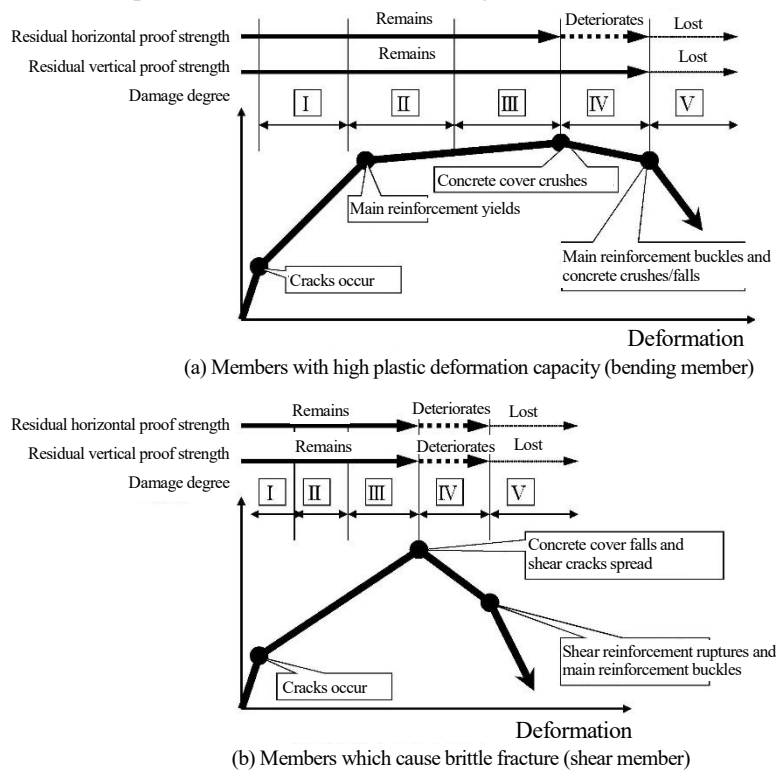 Remains
Deteriorates
Residual horizontal proof strength
Lost
Remains
Residual vertical proof strength
Lost
Damage degree
I
II
III
IV
V
Concrete cover crushes
Main reinforcement yields
Main reinforcement buckles and
concrete crushes/falls
Cracks occur
Deformation
(a) Members with high plastic deformation capacity (bending member)
Remains
Deteriorates
Lost
Residual horizontal proof strength
Remains
Deteriorates
Lost
Residual vertical proof strength
Damage degree
I
II
III
IV
V
Concrete cover falls and
shear cracks spread
Shear reinforcement ruptures and
main reinforcement buckles
Cracks occur
Deformation
(b) Members which cause brittle fracture (shear member)